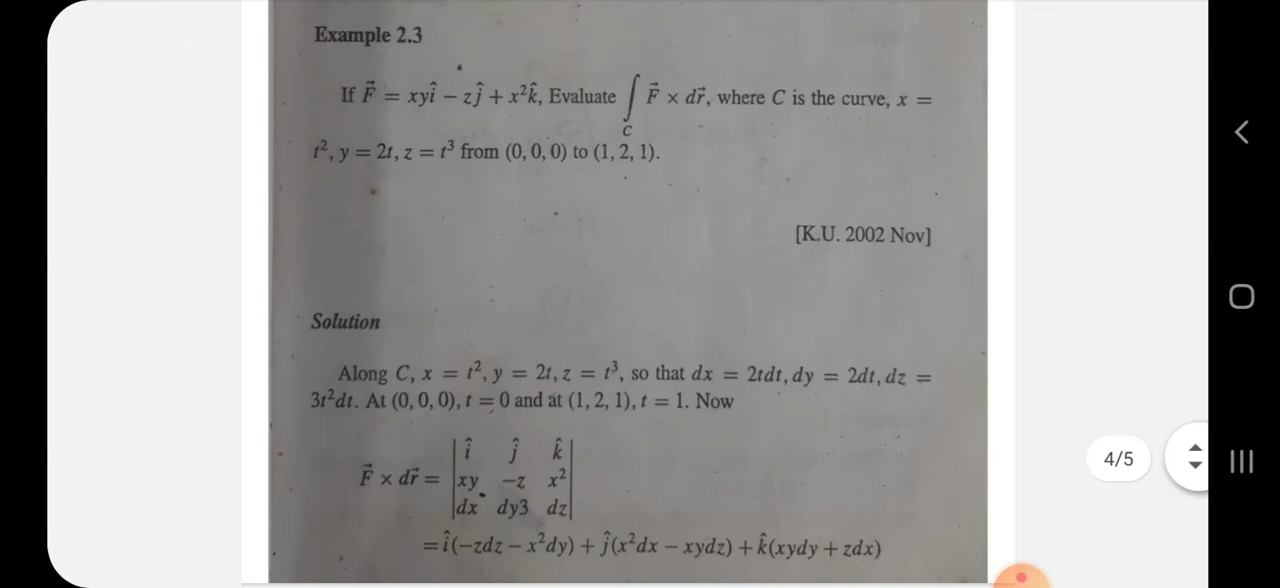 Example 2.3
If F⃗ = xyî − zĵ + x²k̂, Evaluate ∫_C F⃗ × dr⃗, where C is the curve, x =
t², y = 2t, z = t³ from (0, 0, 0) to (1, 2, 1).
[K.U. 2002 Nov]
Solution
Along C, x = t², y = 2t, z = t³, so that dx = 2tdt, dy = 2dt, dz =
3t²dt. At (0, 0, 0), t = 0 and at (1, 2, 1), t = 1. Now
F⃗ × dr⃗ = | î ĵ k̂ |
| xy −z x² |
| dx dy3 dz |
= î(−zdz − x²dy) + ĵ(x²dx − xydz) + k̂(xydy + zdx)
4/5